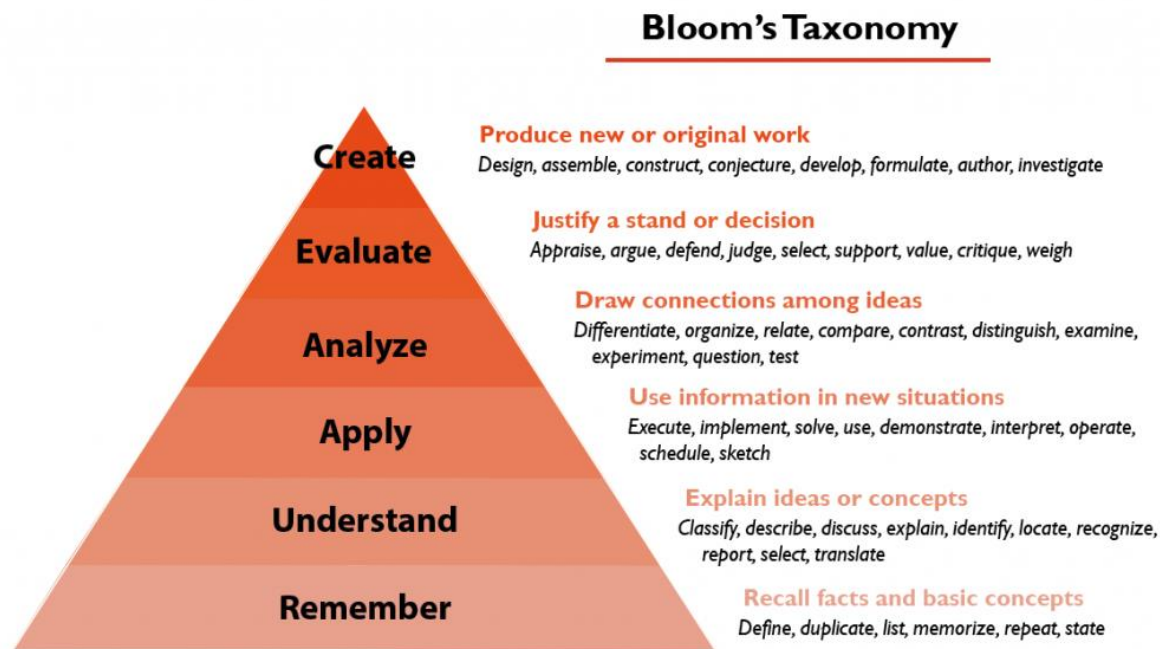 Bloom's Taxonomy
Create
Produce new or original work
Design, assemble, construct, conjecture, develop, formulate, author, investigate
Evaluate
Justify a stand or decision
Appraise, argue, defend, judge, select, support, value, critique, weigh
Analyze
Draw connections among ideas
Differentiate, organize, relate, compare, contrast, distinguish, examine,
experiment, question, test
Apply
Use information in new situations
Execute, implement, solve, use, demonstrate, interpret, operate,
schedule, sketch
Understand
Explain ideas or concepts
Classify, describe, discuss, explain, identify, locate, recognize,
report, select, translate
Remember
Recall facts and basic concepts
Define, duplicate, list, memorize, repeat, state